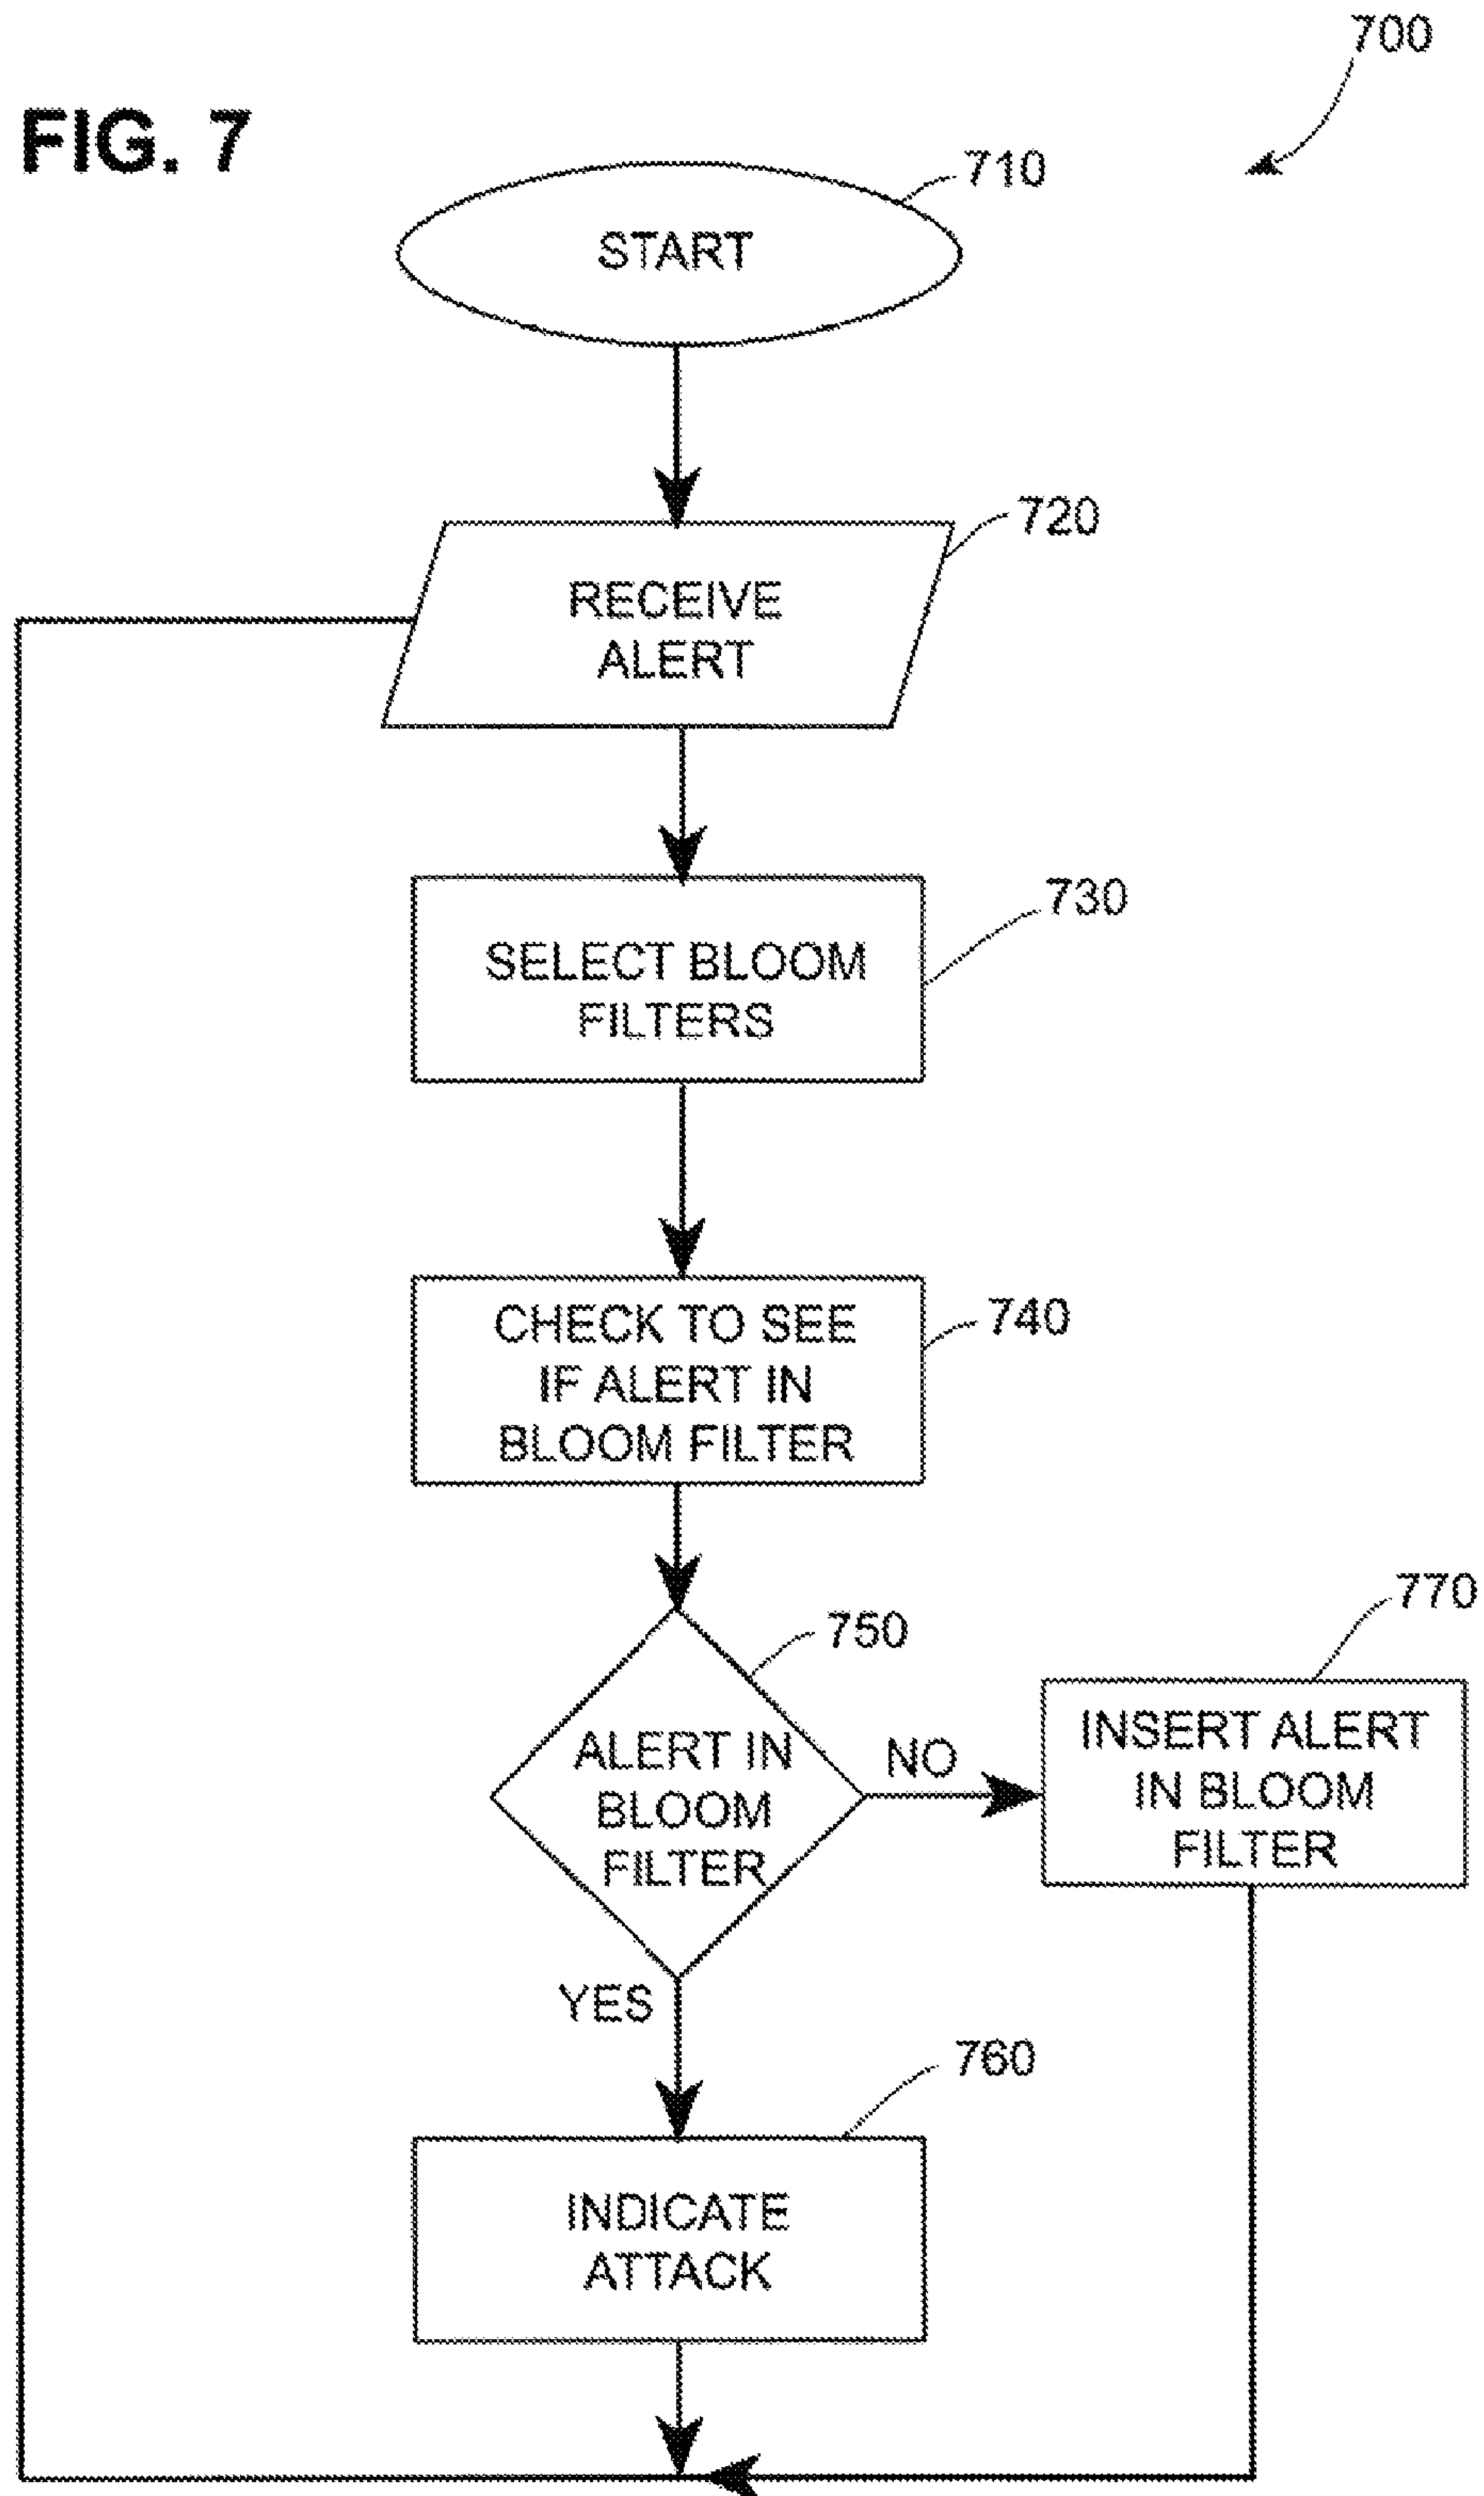 700
FIG. 7
710
START
720
RECEIVE
ALERT
730
SELECT BLOOM
FILTERS
740
CHECK TO SEE
IF ALERT IN
BLOOM FILTER
750
ALERT IN
BLOOM
FILTER
NO
770
INSERT ALERT
IN BLOOM
FILTER
YES
760
INDICATE
ATTACK